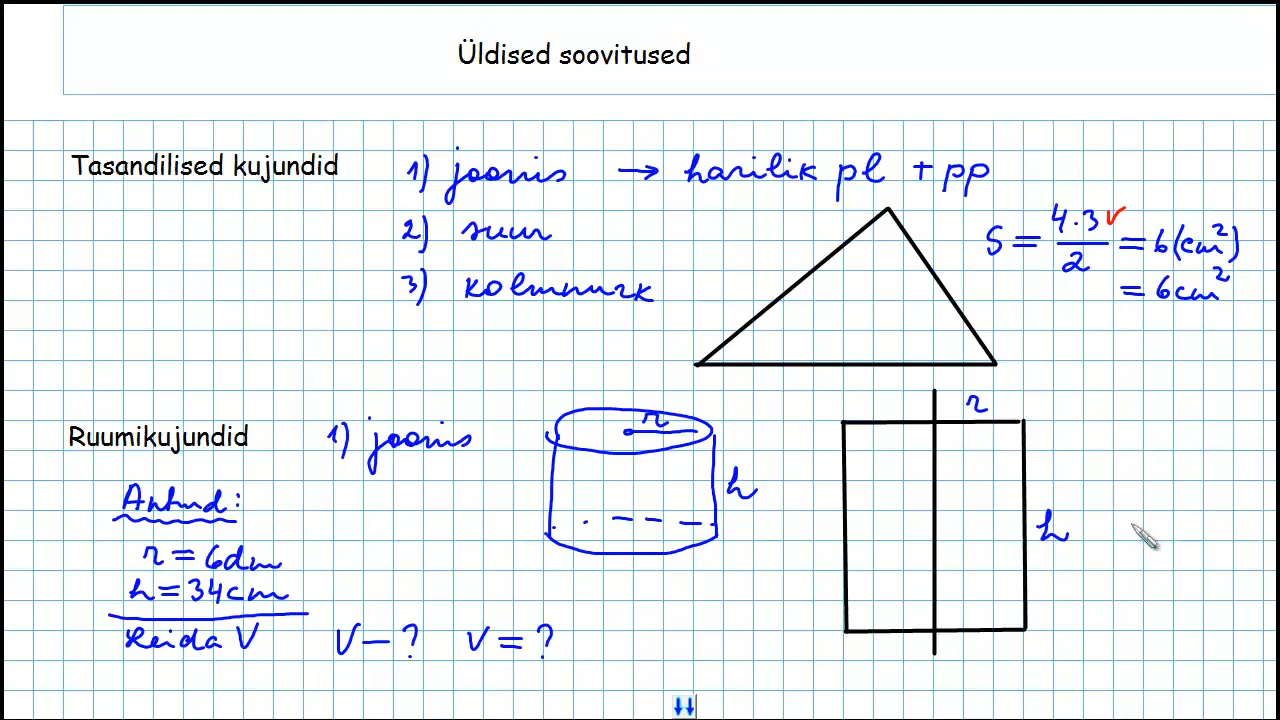 Üldised soovitused
Tasandilised kujundid
1) joonis → harilik pl + pp
2) suur
3) kolmnurk
S = 4·3/2 = 6(cm²)
= 6cm²
Ruumikujundid
1) joonis
r
h
r
h
Antud:
r = 6dm
h = 34cm
Leida V V – ? V = ?